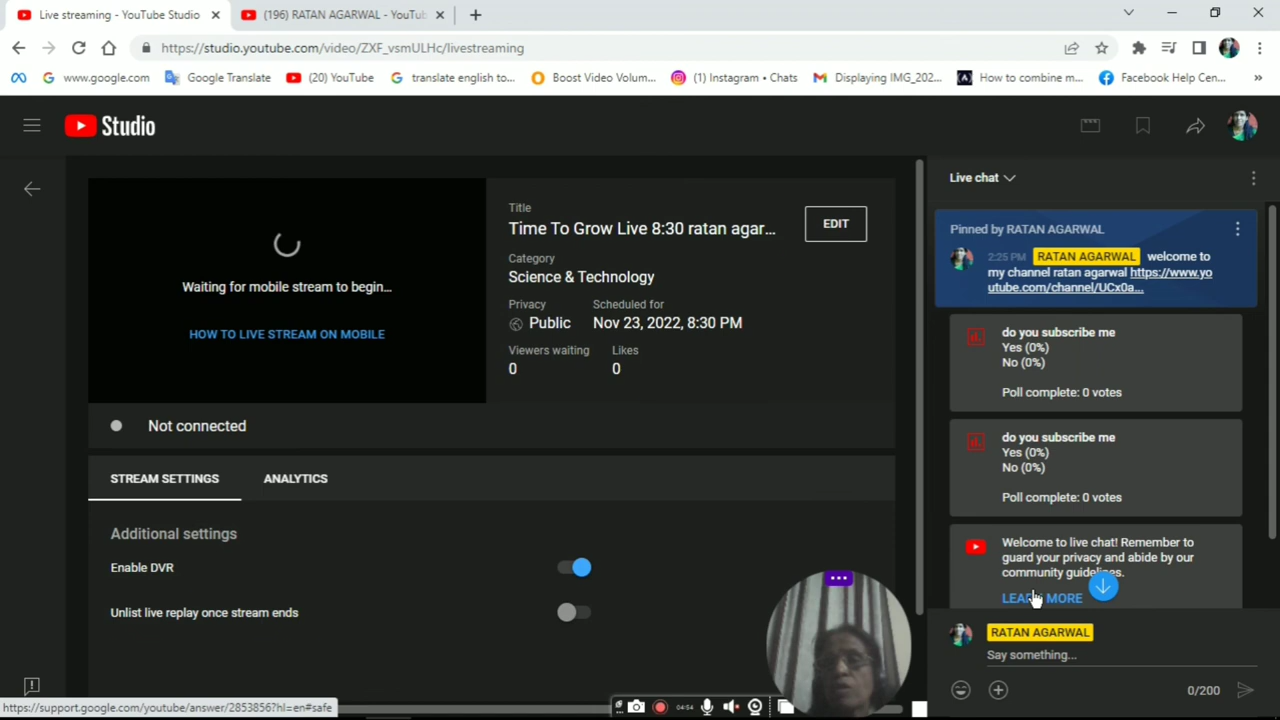 Live streaming - YouTube Studio
(196) RATAN AGARWAL - YouTu
https://studio.youtube.com/video/ZXF_vsmULHc/livestreaming
www.google.com
Google Translate
(20) YouTube
translate english to...
Boost Video Volum...
(1) Instagram • Chats
Displaying IMG_202...
How to combine m...
Facebook Help Cen...
Studio
Waiting for mobile stream to begin...
HOW TO LIVE STREAM ON MOBILE
Title
Time To Grow Live 8:30 ratan agar...
EDIT
Category
Science & Technology
Privacy
Public
Scheduled for
Nov 23, 2022, 8:30 PM
Viewers waiting
0
Likes
0
Not connected
STREAM SETTINGS
ANALYTICS
Additional settings
Enable DVR
Unlist live replay once stream ends
Live chat
Pinned by RATAN AGARWAL
2:25 PM RATAN AGARWAL welcome to
my channel ratan agarwal https://www.yo
utube.com/channel/UCx0a...
do you subscribe me
Yes (0%)
No (0%)
Poll complete: 0 votes
do you subscribe me
Yes (0%)
No (0%)
Poll complete: 0 votes
Welcome to live chat! Remember to
guard your privacy and abide by our
community guidelines.
LEARN MORE
RATAN AGARWAL
Say something...
0/200
https://support.google.com/youtube/answer/2853856?hl=en#safe
04:54